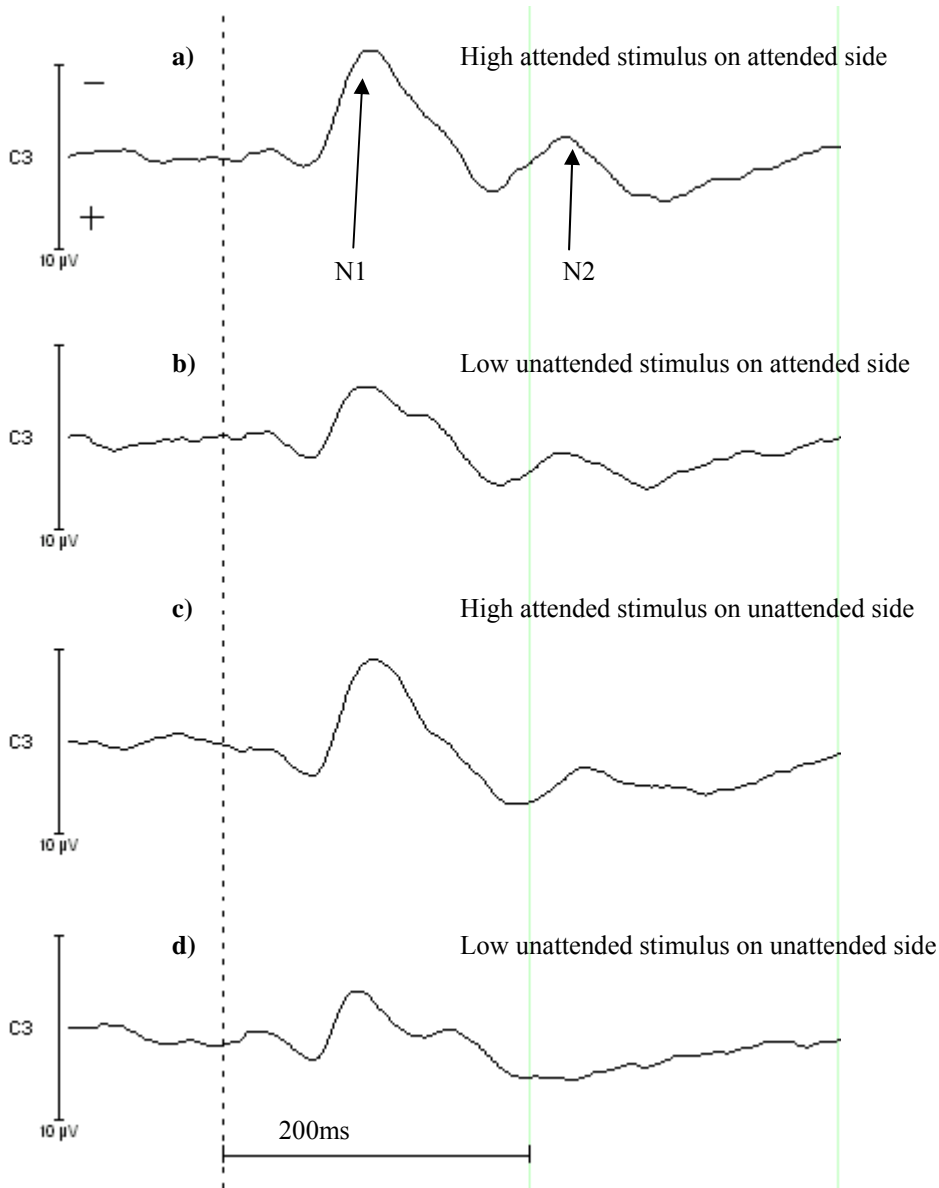 a) High attended stimulus on attended side
−
C3
+
10 µV
N1 N2
b) Low unattended stimulus on attended side
C3
10 µV
c) High attended stimulus on unattended side
C3
10 µV
d) Low unattended stimulus on unattended side
C3
10 µV
200ms